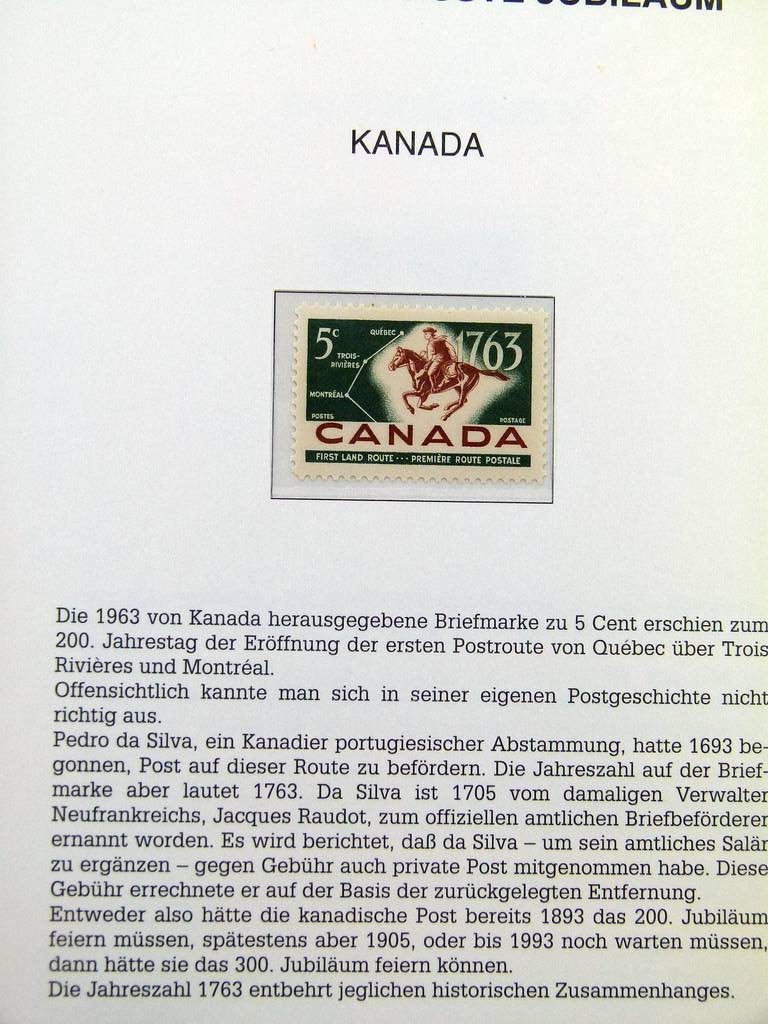 JUBILÄUM
KANADA
5c
QUÉBEC
1763
TROIS-
RIVIÈRES
MONTRÉAL
POSTES
POSTAGE
CANADA
FIRST LAND ROUTE ··· PREMIÈRE ROUTE POSTALE
Die 1963 von Kanada herausgegebene Briefmarke zu 5 Cent erschien zum
200. Jahrestag der Eröffnung der ersten Postroute von Québec über Trois
Rivières und Montréal.
Offensichtlich kannte man sich in seiner eigenen Postgeschichte nicht
richtig aus.
Pedro da Silva, ein Kanadier portugiesischer Abstammung, hatte 1693 be-
gonnen, Post auf dieser Route zu befördern. Die Jahreszahl auf der Brief-
marke aber lautet 1763. Da Silva ist 1705 vom damaligen Verwalter
Neufrankreichs, Jacques Raudot, zum offiziellen amtlichen Briefbeförderer
ernannt worden. Es wird berichtet, daß da Silva – um sein amtliches Salär
zu ergänzen – gegen Gebühr auch private Post mitgenommen habe. Diese
Gebühr errechnete er auf der Basis der zurückgelegten Entfernung.
Entweder also hätte die kanadische Post bereits 1893 das 200. Jubiläum
feiern müssen, spätestens aber 1905, oder bis 1993 noch warten müssen,
dann hätte sie das 300. Jubiläum feiern können.
Die Jahreszahl 1763 entbehrt jeglichen historischen Zusammenhanges.